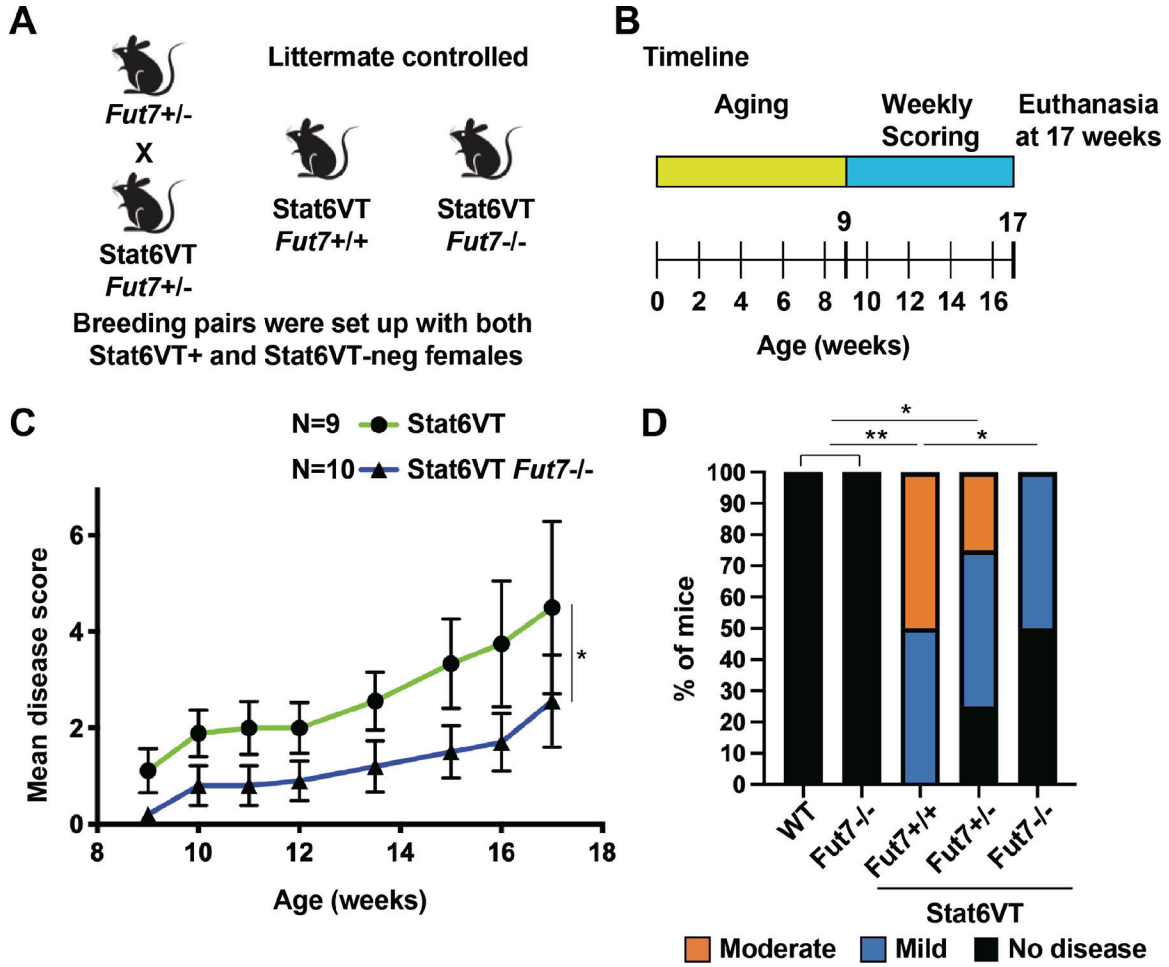 A
Fut7+/-
X
Stat6VT
Fut7+/-
Littermate controlled
Stat6VT
Fut7+/+
Stat6VT
Fut7-/-
Breeding pairs were set up with both
Stat6VT+ and Stat6VT-neg females
B
Timeline
Aging
Weekly
Scoring
Euthanasia
at 17 weeks
9
17
0 2 4 6 8 10 12 14 16
Age (weeks)
C
N=9 Stat6VT
N=10 Stat6VT Fut7-/-
Mean disease score
6
4
2
0
*
8 10 12 14 16 18
Age (weeks)
D
*
** *
% of mice
100
90
80
70
60
50
40
30
20
10
0
WT
Fut7-/-
Fut7+/+
Fut7+/-
Fut7-/-
Stat6VT
Moderate Mild No disease